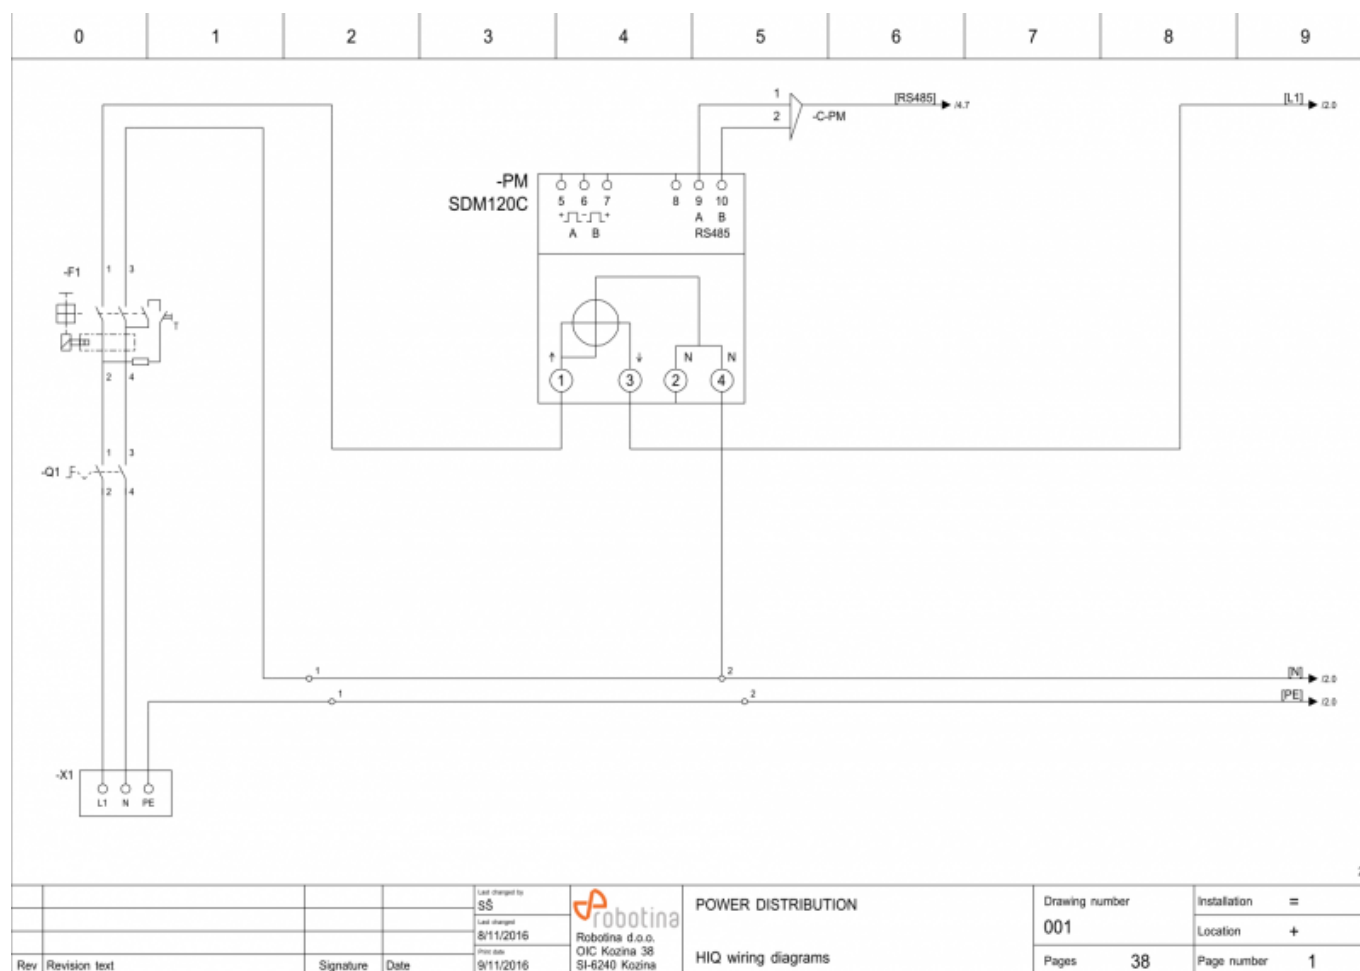 0 1 2 3 4 5 6 7 8 9
1 [RS485] /4.7 [L1] /2.0
2 -C-PM
-PM
SDM120C
5 6 7 8 9 10
+ - + A B
A B RS485
-F1 1 3
T
N N
2 4
1 3 2 4
1 3
-Q1
2 4
1 2 [N] /2.0
1 2 [PE] /2.0
-X1
L1 N PE
Last changed by
SŠ
Last changed
8/11/2016
Print date
9/11/2016
Rev Revision text Signature Date
robotina
Robotina d.o.o.
OIC Kozina 38
SI-6240 Kozina
POWER DISTRIBUTION
HIQ wiring diagrams
Drawing number
001
Pages 38
Installation =
Location +
Page number 1